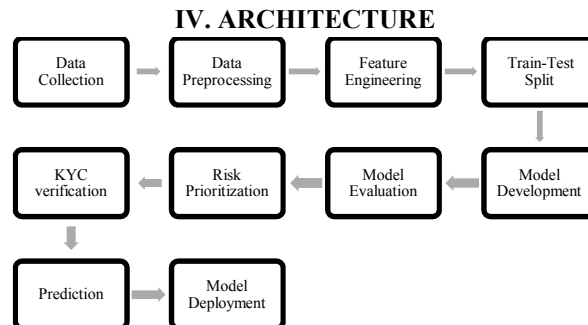 IV. ARCHITECTURE
Data
Collection
Data
Preprocessing
Feature
Engineering
Train-Test
Split
KYC
verification
Risk
Prioritization
Model
Evaluation
Model
Development
Prediction
Model
Deployment